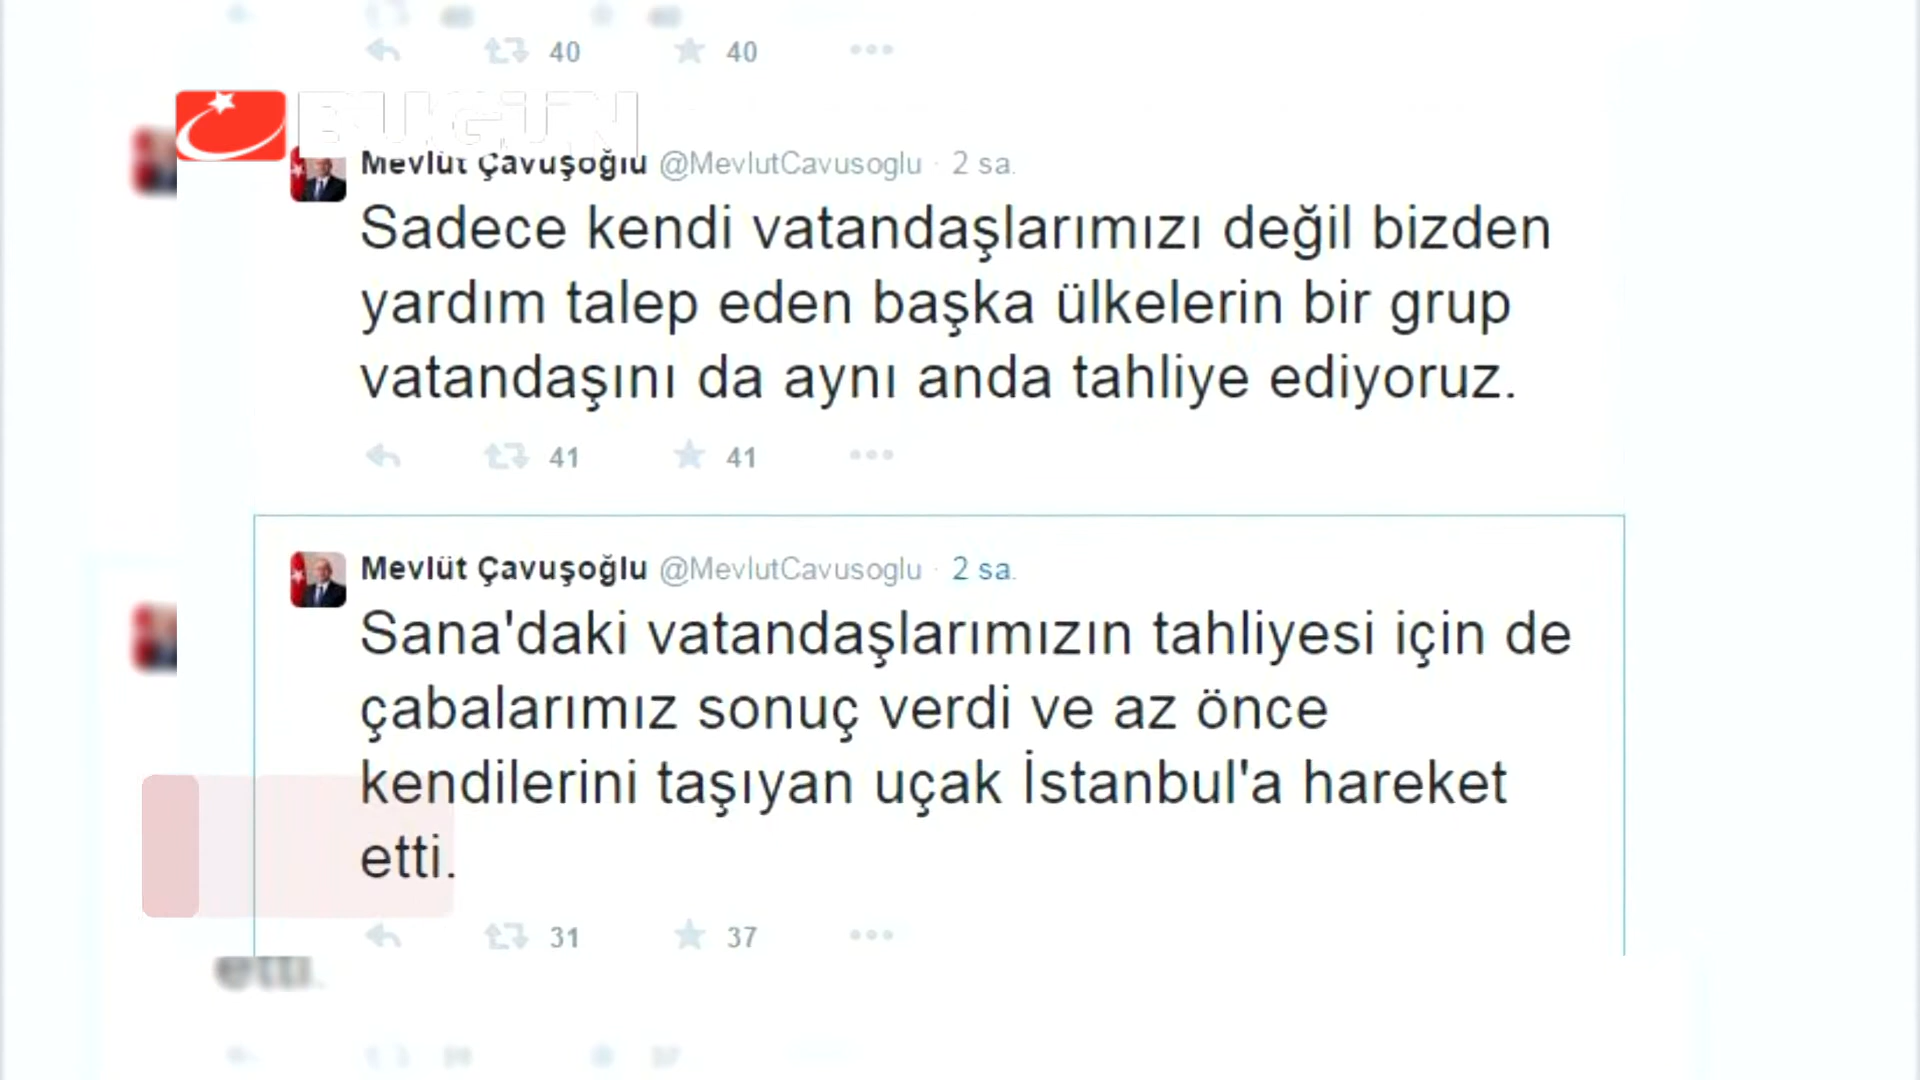 40 40
BUGÜN
Mevlüt Çavuşoğlu @MevlutCavusoglu · 2 sa.
Sadece kendi vatandaşlarımızı değil bizden
yardım talep eden başka ülkelerin bir grup
vatandaşını da aynı anda tahliye ediyoruz.
41 41
Mevlüt Çavuşoğlu @MevlutCavusoglu · 2 sa.
Sana'daki vatandaşlarımızın tahliyesi için de
çabalarımız sonuç verdi ve az önce
kendilerini taşıyan uçak İstanbul'a hareket
etti.
31 37
etti.